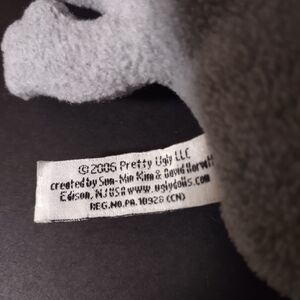 ©2006 Pretty Ugly LLC
created by Sun-Min Kim & David Horvath
Edison, NJ USA www.uglydolls.com
REG.NO.PA.10928 (CN)